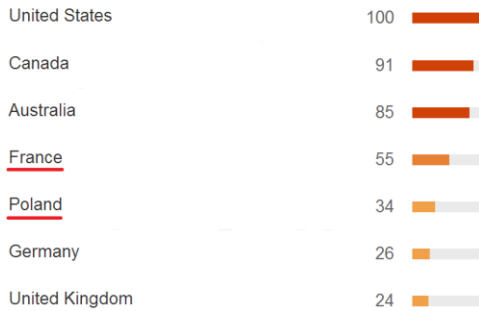 United States 100
Canada 91
Australia 85
France 55
Poland 34
Germany 26
United Kingdom 24